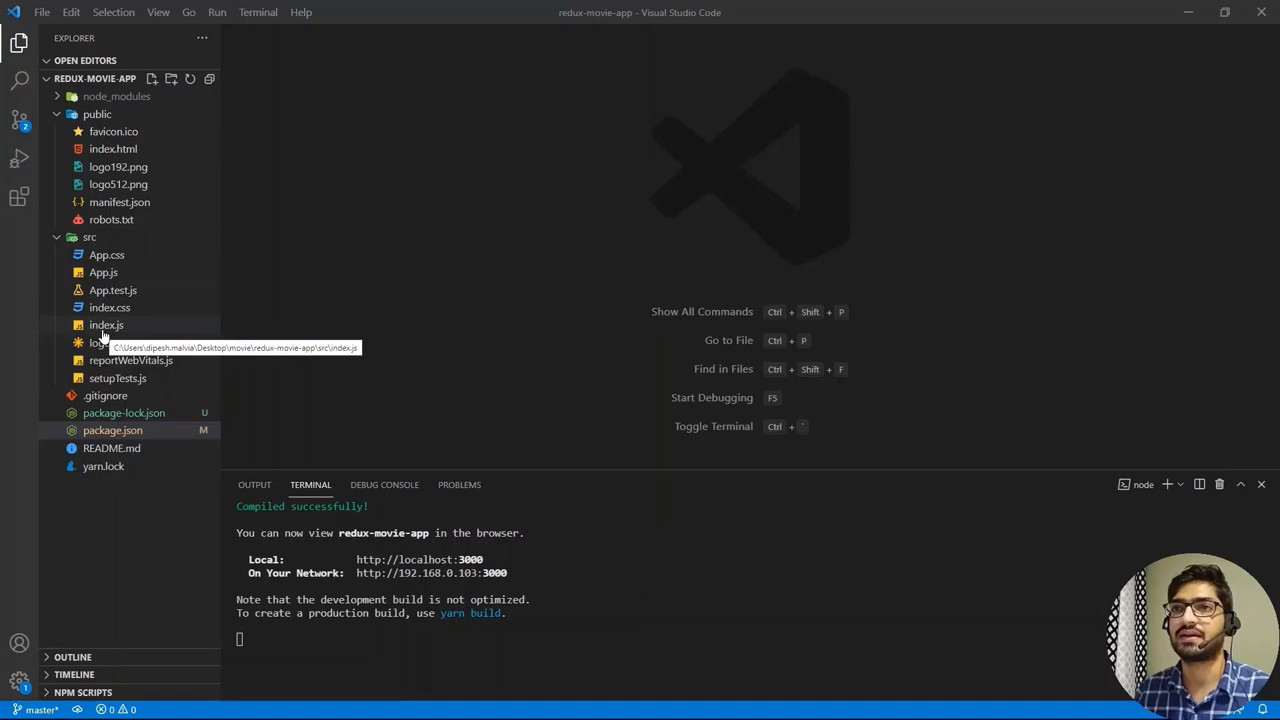 File Edit Selection View Go Run Terminal Help
redux-movie-app - Visual Studio Code
EXPLORER
OPEN EDITORS
REDUX-MOVIE-APP
node_modules
public
favicon.ico
index.html
logo192.png
logo512.png
manifest.json
robots.txt
src
App.css
App.js
App.test.js
index.css
index.js
C:\Users\dipesh.malvia\Desktop\movie\redux-movie-app\src\index.js
reportWebVitals.js
setupTests.js
.gitignore
package-lock.json U
package.json M
README.md
yarn.lock
OUTLINE
TIMELINE
NPM SCRIPTS
2
1
Show All Commands Ctrl + Shift + P
Go to File Ctrl + P
Find in Files Ctrl + Shift + F
Start Debugging F5
Toggle Terminal Ctrl + `
OUTPUT TERMINAL DEBUG CONSOLE PROBLEMS
node
Compiled successfully!
You can now view redux-movie-app in the browser.
Local: http://localhost:3000
On Your Network: http://192.168.0.103:3000
Note that the development build is not optimized.
To create a production build, use yarn build.
master* 0 0